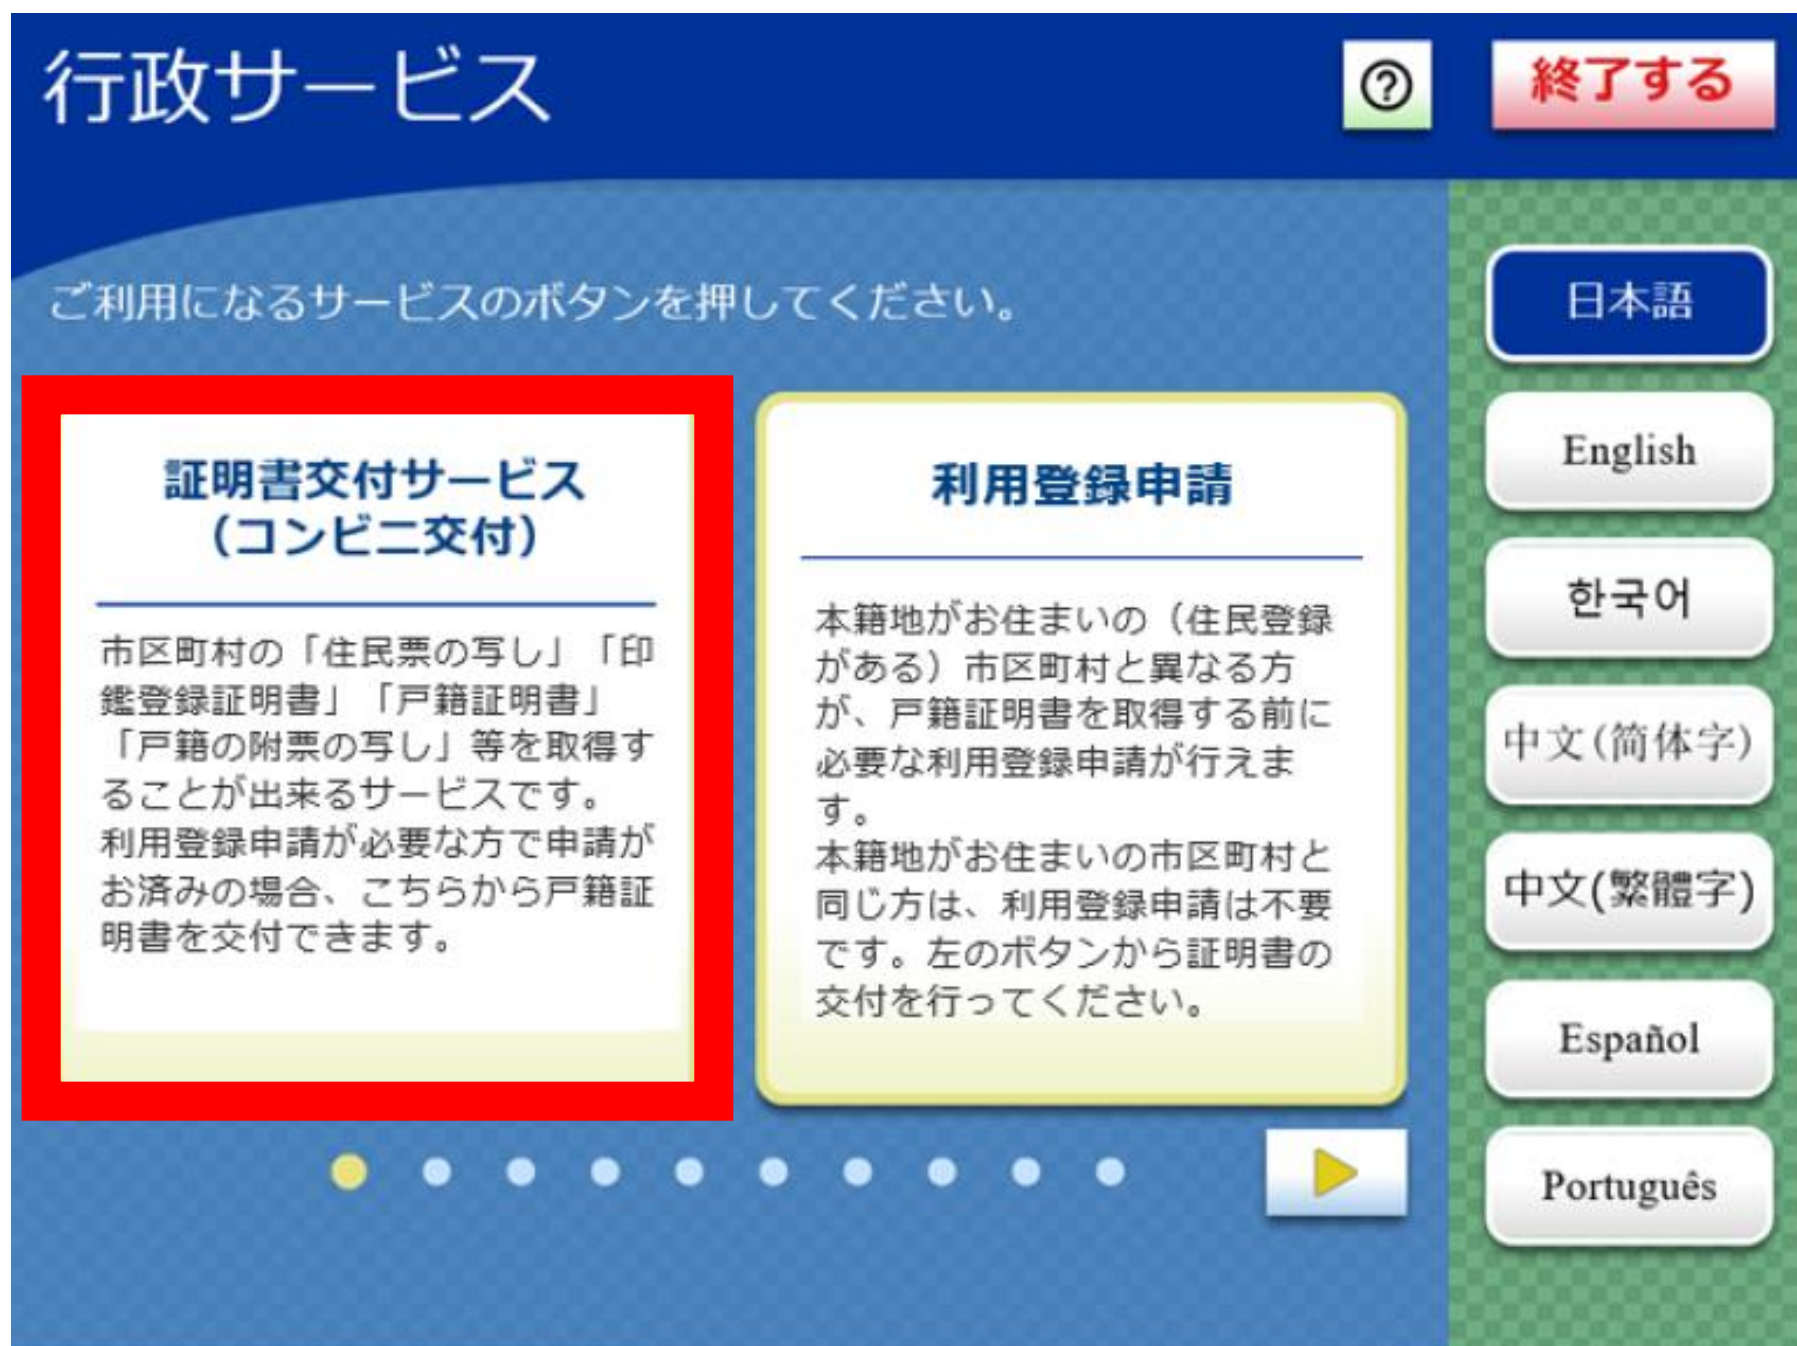 行政サービス
?
終了する
ご利用になるサービスのボタンを押してください。
証明書交付サービス
（コンビニ交付）
市区町村の「住民票の写し」「印
鑑登録証明書」「戸籍証明書」
「戸籍の附票の写し」等を取得す
ることが出来るサービスです。
利用登録申請が必要な方で申請が
お済みの場合、こちらから戸籍証
明書を交付できます。
利用登録申請
本籍地がお住まいの（住民登録
がある）市区町村と異なる方
が、戸籍証明書を取得する前に
必要な利用登録申請が行えま
す。
本籍地がお住まいの市区町村と
同じ方は、利用登録申請は不要
です。左のボタンから証明書の
交付を行ってください。
日本語
English
한국어
中文(简体字)
中文(繁體字)
Español
Português